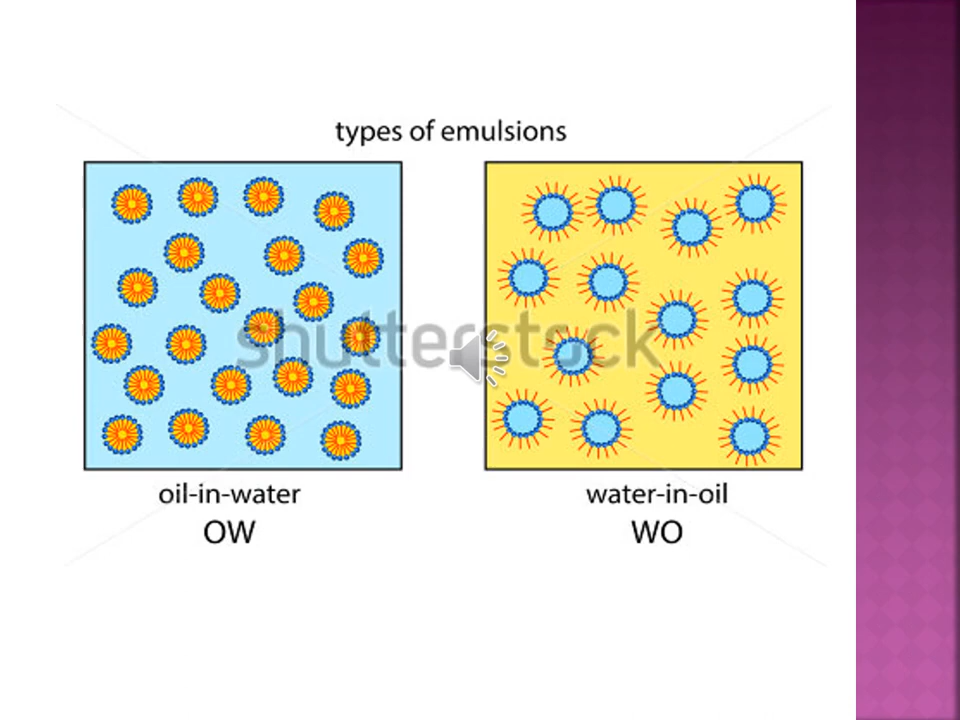 types of emulsions
shutterstock
oil-in-water
OW
water-in-oil
WO